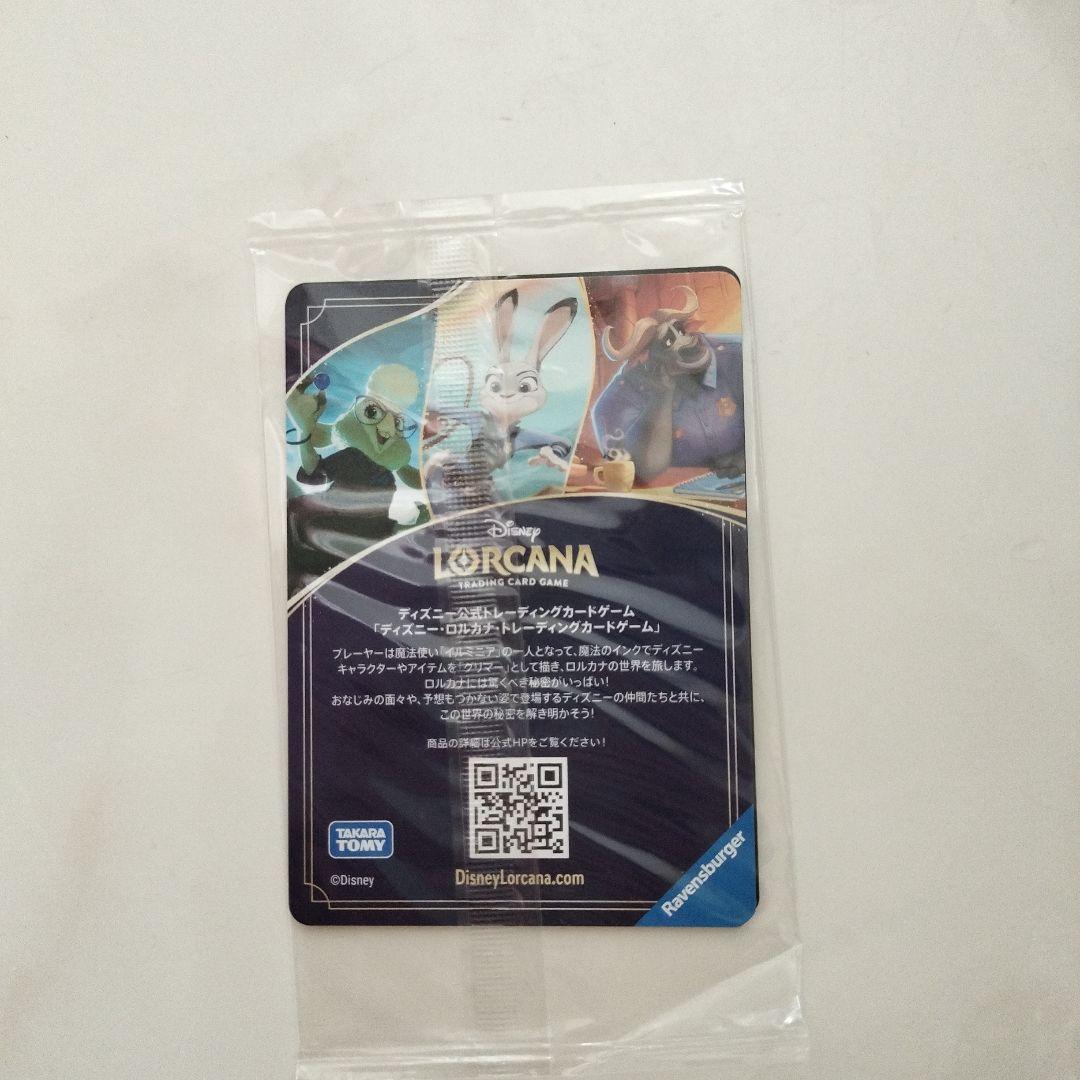 Disney
LORCANA
TRADING CARD GAME
ディズニー公式トレーディングカードゲーム
「ディズニー・ロルカナ・トレーディングカードゲーム」
プレーヤーは魔法使い「イルミニア」の一人となって、魔法のインクでディズニー
キャラクターやアイテムを「グリマー」として描き、ロルカナの世界を旅します。
ロルカナには驚くべき秘密がいっぱい！
おなじみの面々や、予想もつかない姿で登場するディズニーの仲間たちと共に、
この世界の秘密を解き明かそう！
商品の詳細は公式HPをご覧ください！
TAKARA
TOMY
©Disney
DisneyLorcana.com
Ravensburger